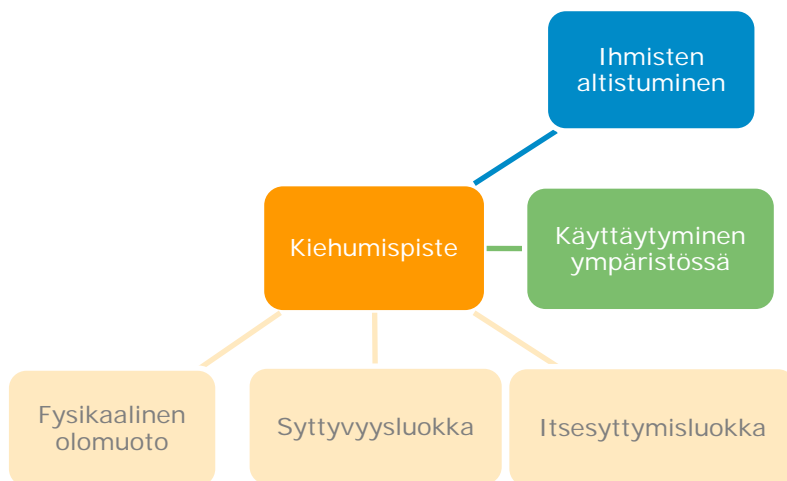 Ihmisten
altistuminen
Kiehumispiste
Käyttäytyminen
ympäristössä
Fysikaalinen
olomuoto
Syttyvyysluokka
Itsesyttymisluokka